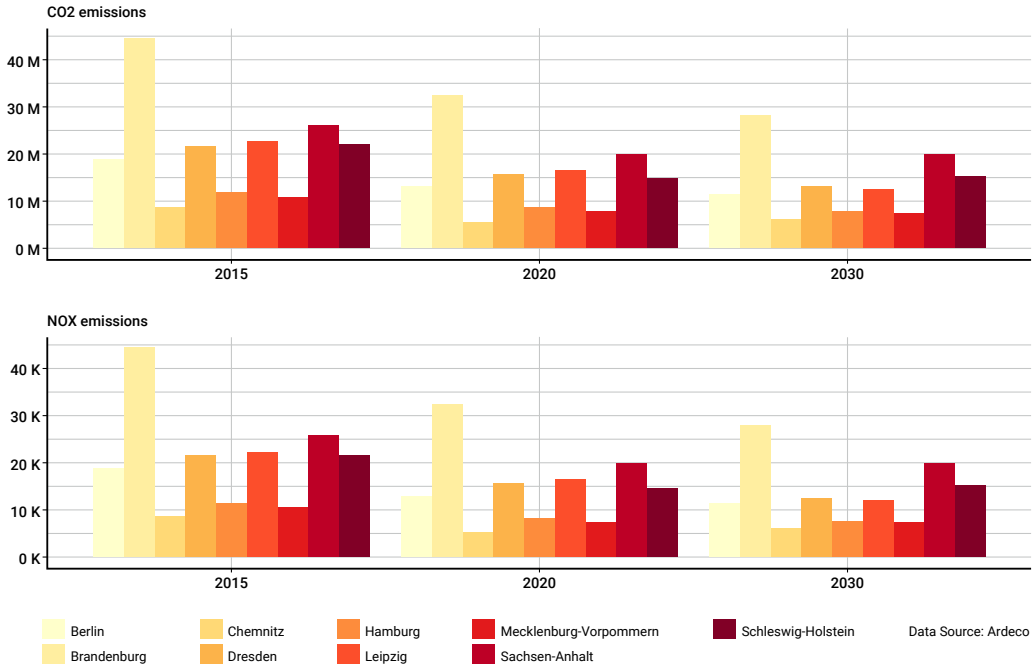 CO2 emissions
40 M
30 M
20 M
10 M
0 M
2015 2020 2030
NOX emissions
40 K
30 K
20 K
10 K
0 K
2015 2020 2030
Berlin Chemnitz Hamburg Mecklenburg-Vorpommern Schleswig-Holstein Data Source: Ardeco
Brandenburg Dresden Leipzig Sachsen-Anhalt